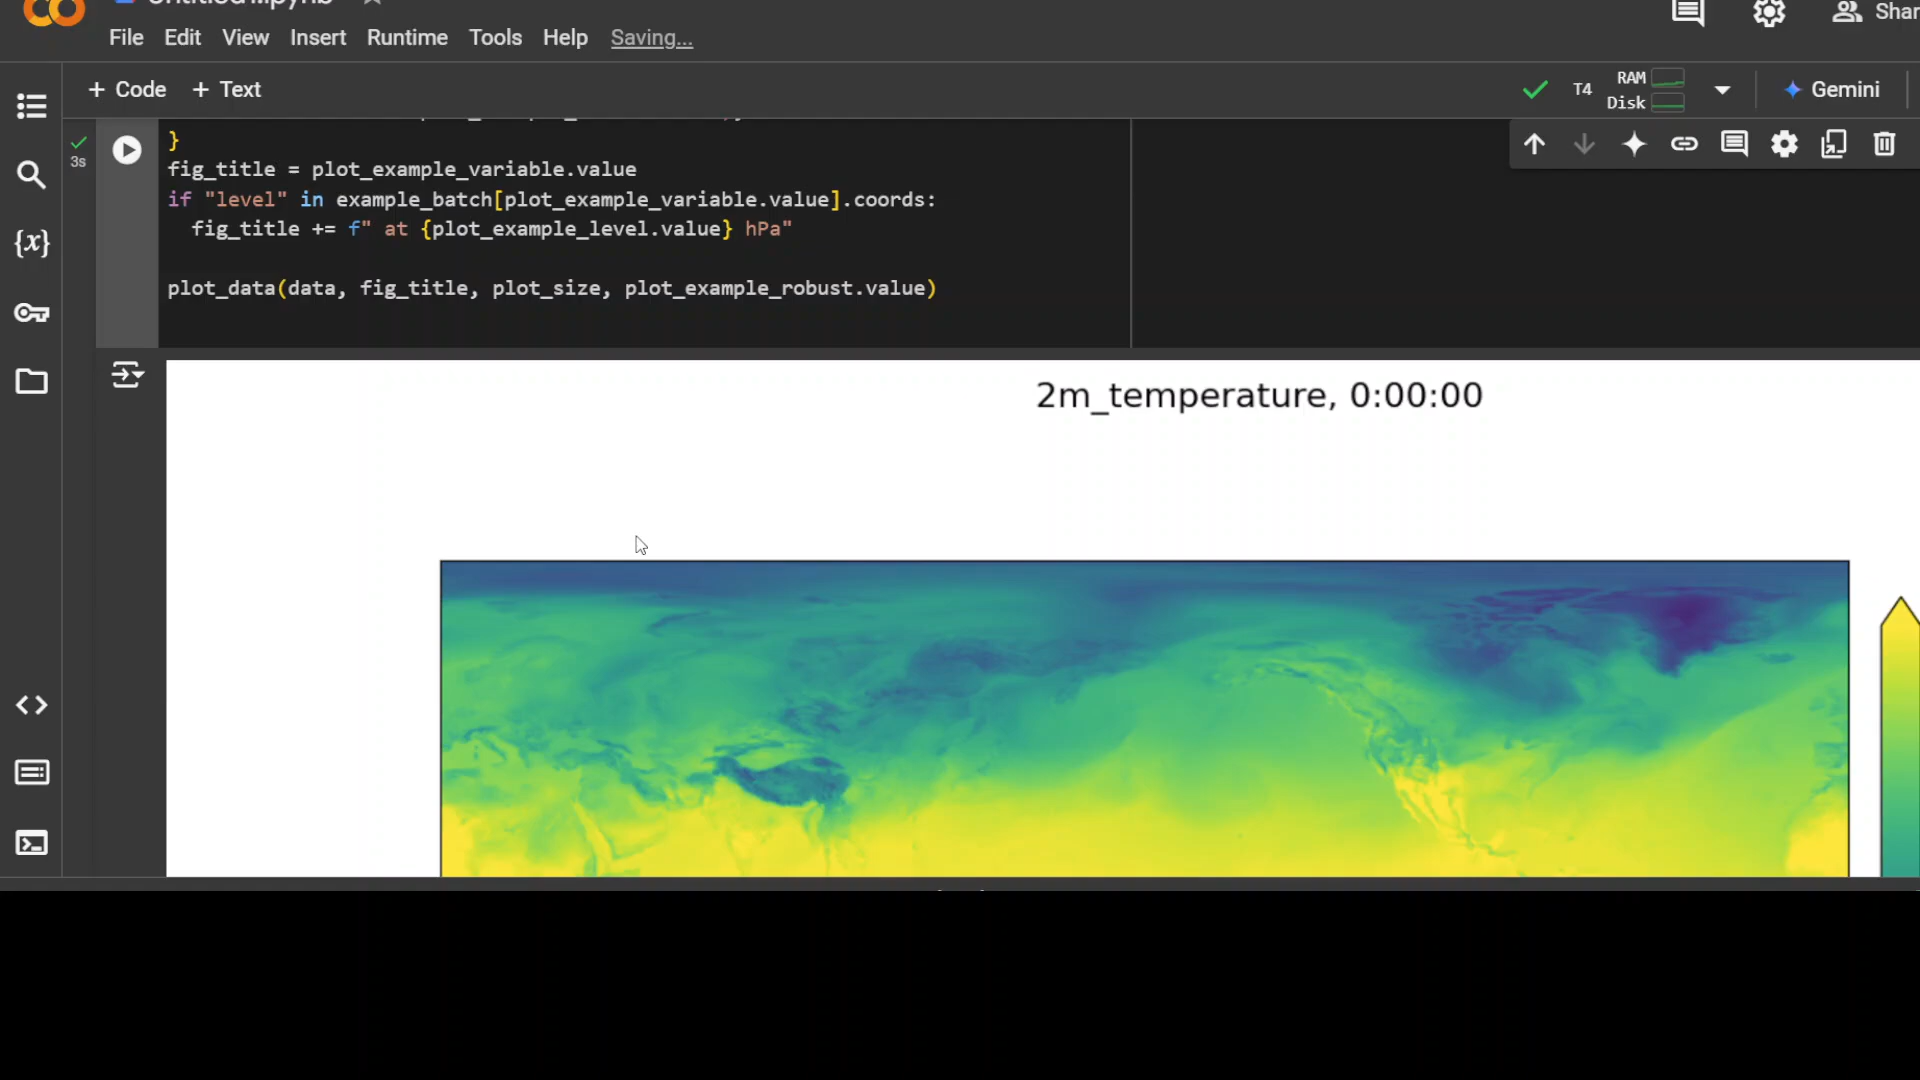 File Edit View Insert Runtime Tools Help Saving...
+ Code + Text
T4
RAM
Disk
Gemini
3s
}
fig_title = plot_example_variable.value
if "level" in example_batch[plot_example_variable.value].coords:
fig_title += f" at {plot_example_level.value} hPa"
plot_data(data, fig_title, plot_size, plot_example_robust.value)
{x}
2m_temperature, 0:00:00